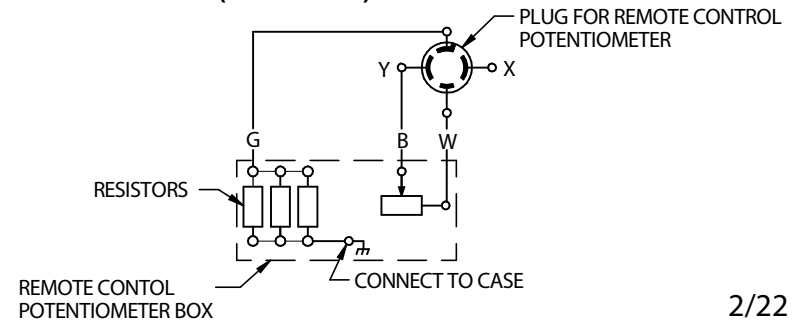 PLUG FOR REMOTE CONTROL
POTENTIOMETER
Y
X
G
B
W
RESISTORS
CONNECT TO CASE
REMOTE CONTOL
POTENTIOMETER BOX
2/22